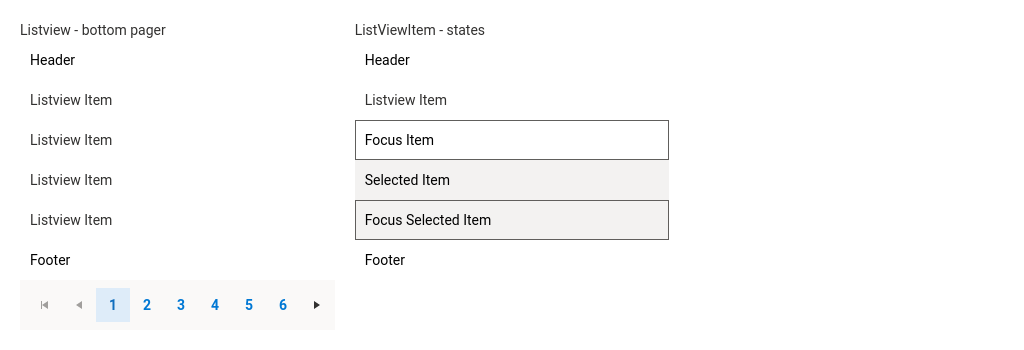 Listview - bottom pager
Header
Listview Item
Listview Item
Listview Item
Listview Item
Footer
1 2 3 4 5 6
ListViewItem - states
Header
Listview Item
Focus Item
Selected Item
Focus Selected Item
Footer